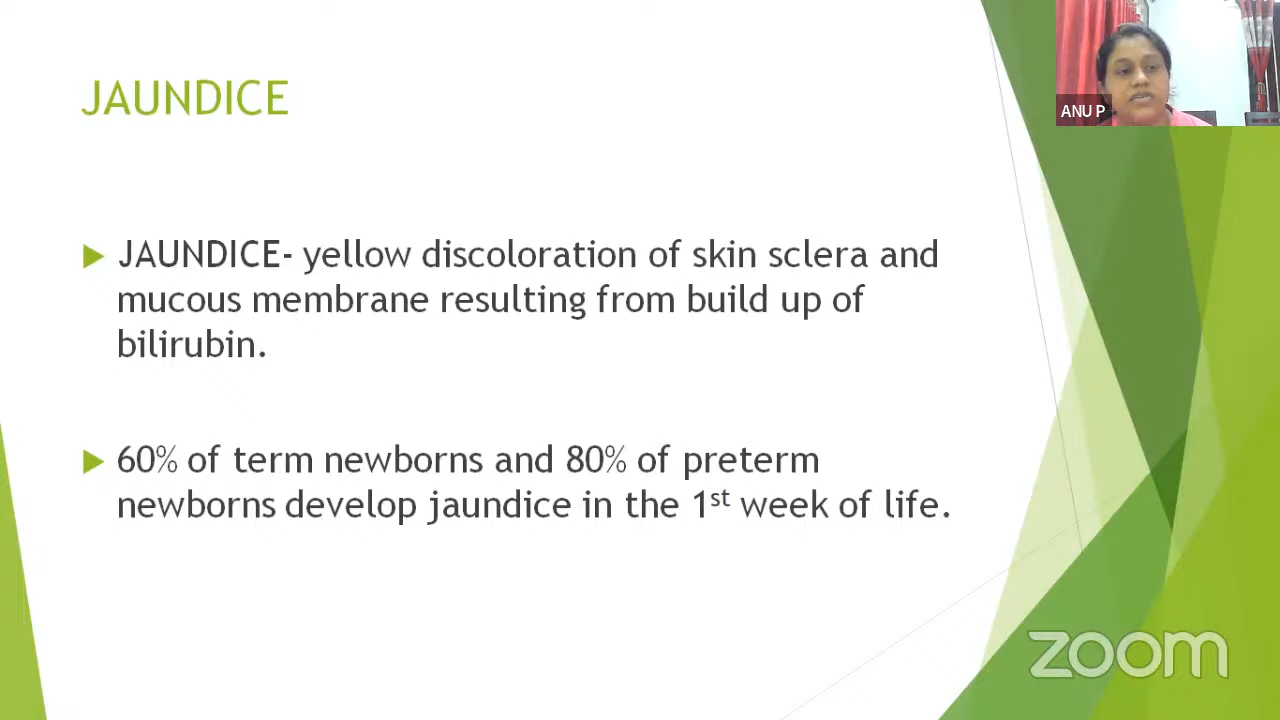 JAUNDICE
ANU P
JAUNDICE- yellow discoloration of skin sclera and
mucous membrane resulting from build up of
bilirubin.
60% of term newborns and 80% of preterm
newborns develop jaundice in the 1st week of life.
zoom